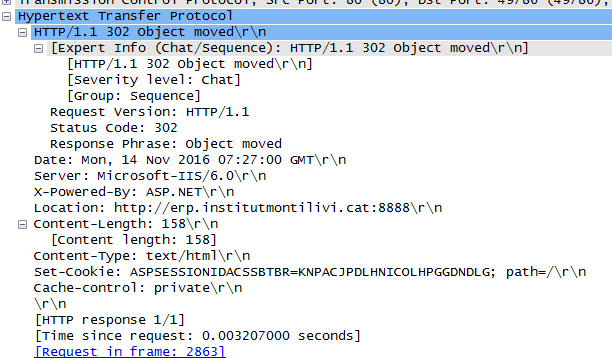 Transmission Control Protocol, Src Port: 80 (80), Dst Port: 49786 (49786),
Hypertext Transfer Protocol
HTTP/1.1 302 Object moved\r\n
[Expert Info (Chat/Sequence): HTTP/1.1 302 Object moved\r\n]
[HTTP/1.1 302 Object moved\r\n]
[Severity level: Chat]
[Group: Sequence]
Request Version: HTTP/1.1
Status Code: 302
Response Phrase: Object moved
Date: Mon, 14 Nov 2016 07:27:00 GMT\r\n
Server: Microsoft-IIS/6.0\r\n
X-Powered-By: ASP.NET\r\n
Location: http://erp.institutmontilivi.cat:8888\r\n
Content-Length: 158\r\n
[Content length: 158]
Content-Type: text/html\r\n
Set-Cookie: ASPSESSIONIDACSSBTBR=KNPACJPDLHNICOLHPGGDNDLG; path=/\r\n
Cache-control: private\r\n
\r\n
[HTTP response 1/1]
[Time since request: 0.003207000 seconds]
[Request in frame: 2863]